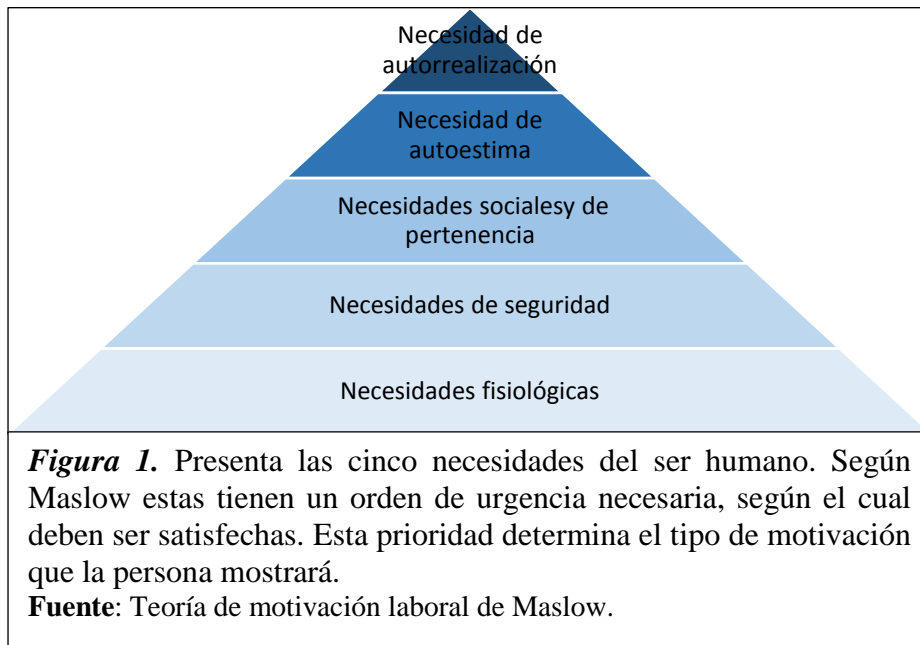 Necesidad de
autorrealización
Necesidad de
autoestima
Necesidades socialesy de
pertenencia
Necesidades de seguridad
Necesidades fisiológicas
Figura 1. Presenta las cinco necesidades del ser humano. Según
Maslow estas tienen un orden de urgencia necesaria, según el cual
deben ser satisfechas. Esta prioridad determina el tipo de motivación
que la persona mostrará.
Fuente: Teoría de motivación laboral de Maslow.